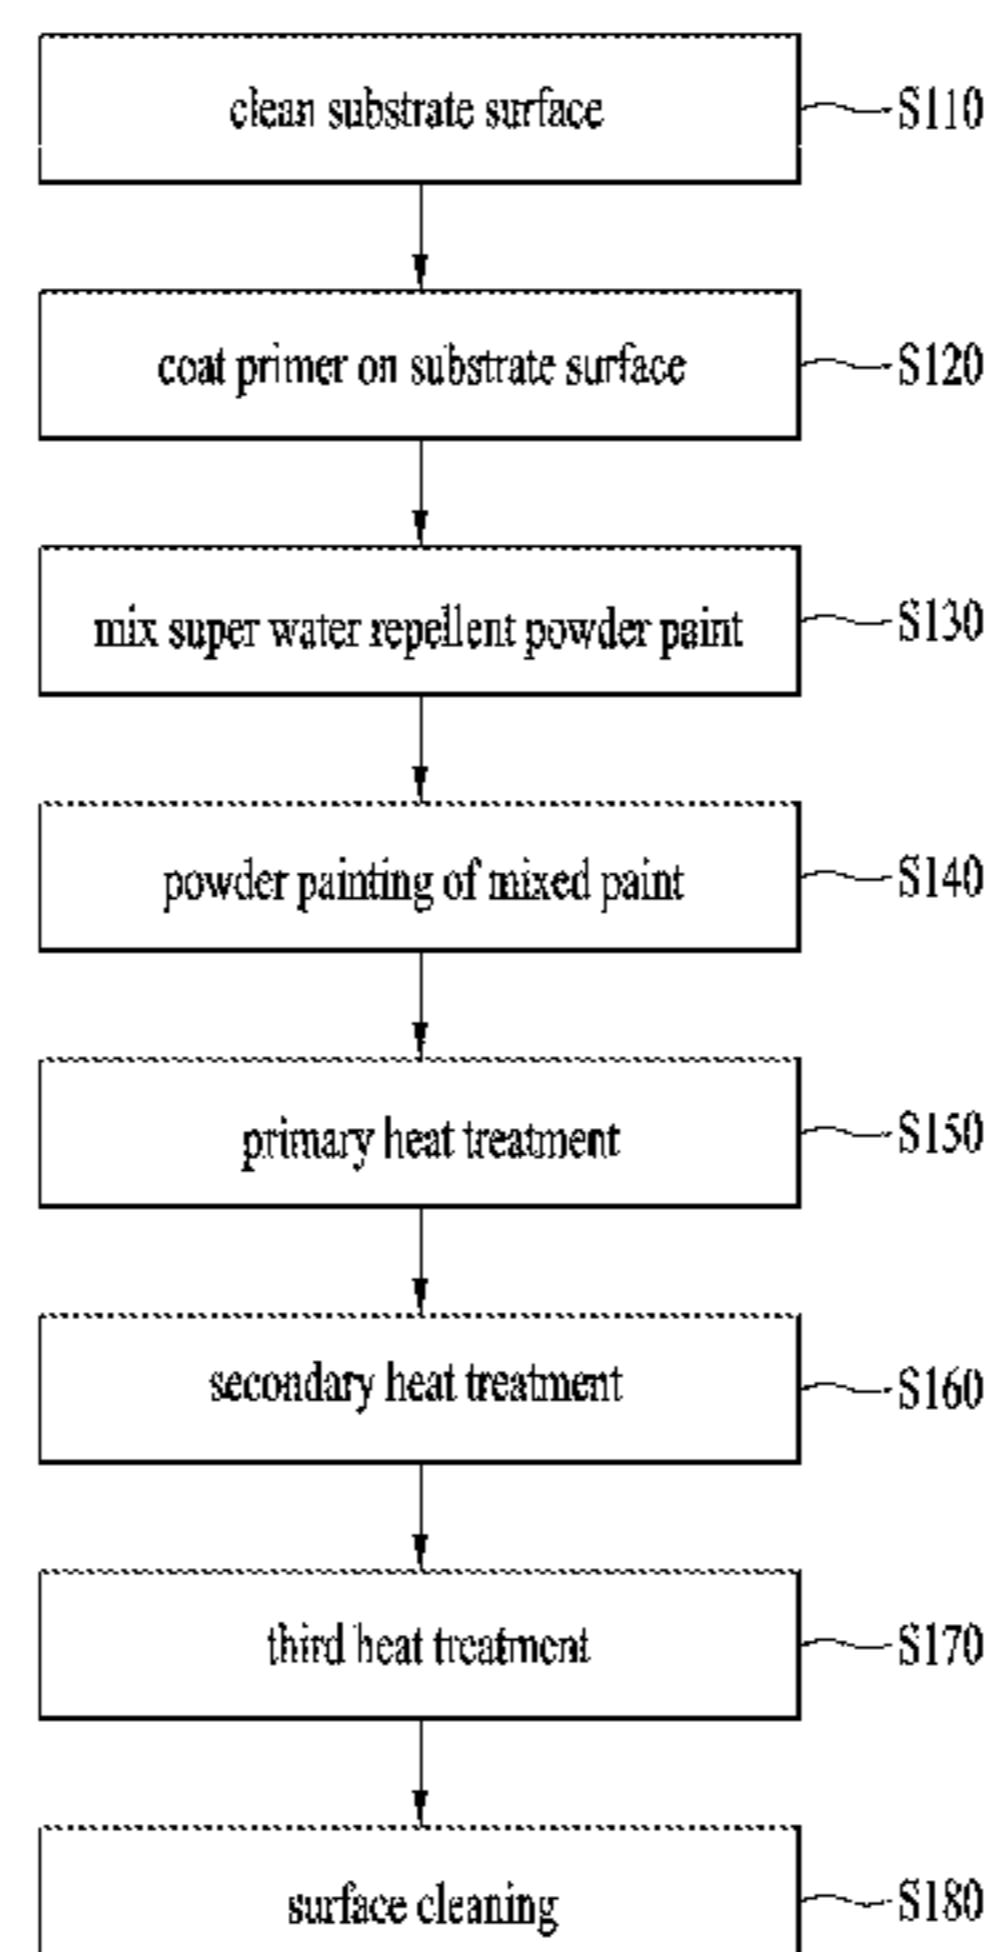 clean substrate surface S110
coat primer on substrate surface S120
mix super water repellent powder paint S130
powder painting of mixed paint S140
primary heat treatment S150
secondary heat treatment S160
third heat treatment S170
surface cleaning S180